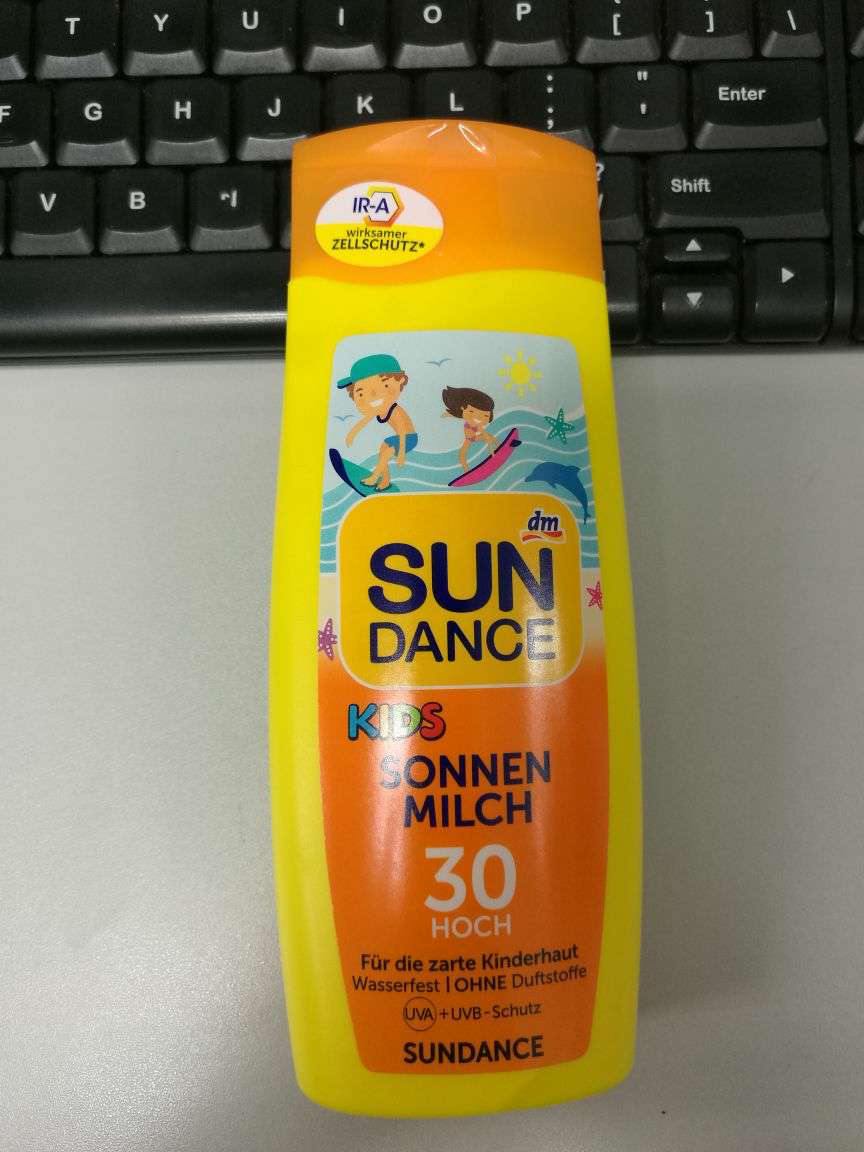 T Y U I O P [ ] \
F G H J K L : ; " ' Enter
V B ? Shift
IR-A
wirksamer
ZELLSCHUTZ*
dm
SUN
DANCE
KIDS
SONNEN
MILCH
30
HOCH
Für die zarte Kinderhaut
Wasserfest | OHNE Duftstoffe
UVA +UVB-Schutz
SUNDANCE